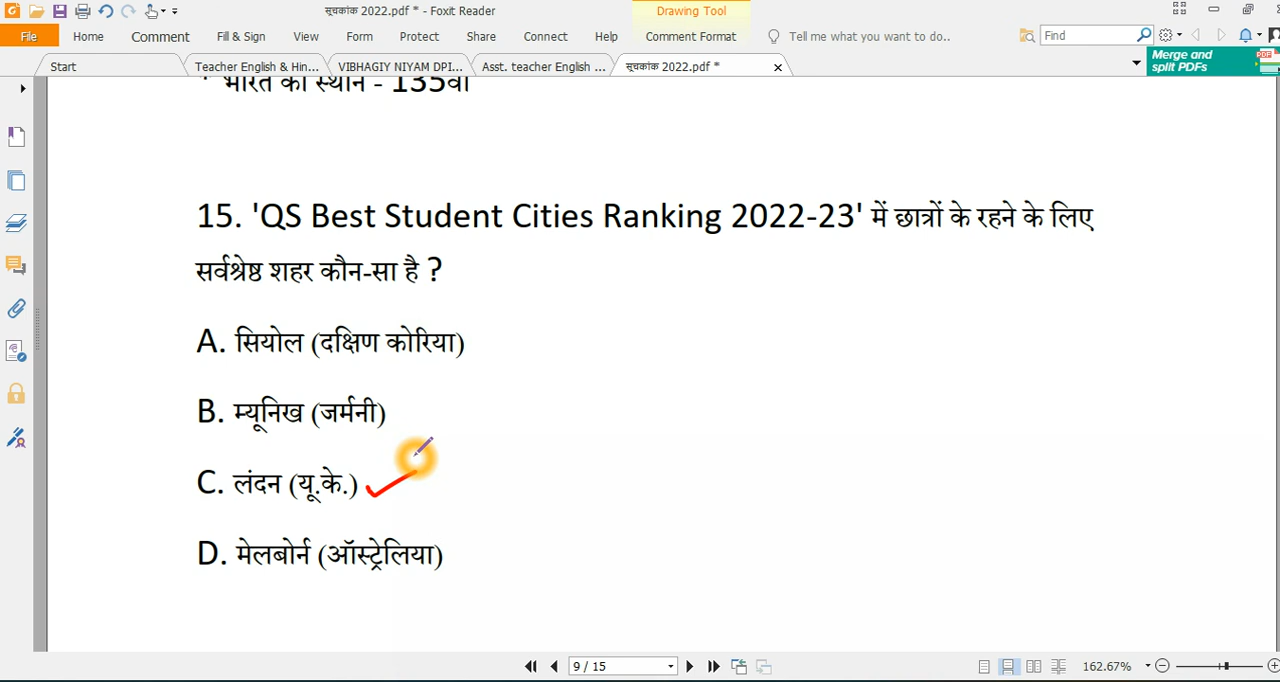 सूचकांक 2022.pdf * - Foxit Reader
Drawing Tool
File Home Comment Fill & Sign View Form Protect Share Connect Help Comment Format Tell me what you want to do.. Find
Start Teacher English & Hin... VIBHAGIY NIYAM DPI... Asst. teacher English ... सूचकांक 2022.pdf * Merge and
split PDFs
* भारत का स्थान - 135वां
15. 'QS Best Student Cities Ranking 2022-23' में छात्रों के रहने के लिए
सर्वश्रेष्ठ शहर कौन-सा है ?
A. सियोल (दक्षिण कोरिया)
B. म्यूनिख (जर्मनी)
C. लंदन (यू.के.)
D. मेलबोर्न (ऑस्ट्रेलिया)
9 / 15 162.67%